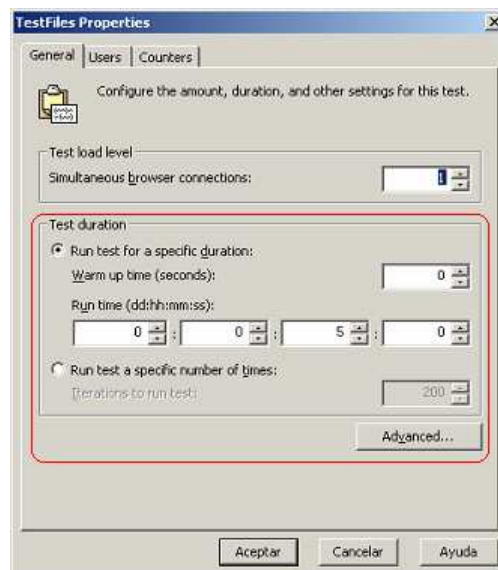 TestFiles Properties
General Users Counters
Configure the amount, duration, and other settings for this test.
Test load level
Simultaneous browser connections: 1
Test duration
Run test for a specific duration:
Warm up time (seconds): 0
Run time (dd:hh:mm:ss):
0 : 0 : 5 : 0
Run test a specific number of times:
Iterations to run test: 200
Advanced...
Aceptar Cancelar Ayuda